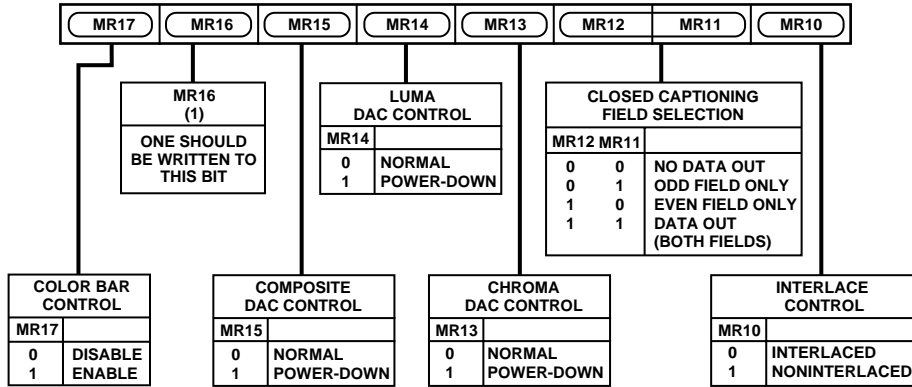 MR17 MR16 MR15 MR14 MR13 MR12 MR11 MR10
MR16
(1)
ONE SHOULD
BE WRITTEN TO
THIS BIT
LUMA
DAC CONTROL
MR14
0 NORMAL
1 POWER-DOWN
CLOSED CAPTIONING
FIELD SELECTION
MR12 MR11
0 0 NO DATA OUT
0 1 ODD FIELD ONLY
1 0 EVEN FIELD ONLY
1 1 DATA OUT
(BOTH FIELDS)
COLOR BAR
CONTROL
MR17
0 DISABLE
1 ENABLE
COMPOSITE
DAC CONTROL
MR15
0 NORMAL
1 POWER-DOWN
CHROMA
DAC CONTROL
MR13
0 NORMAL
1 POWER-DOWN
INTERLACE
CONTROL
MR10
0 INTERLACED
1 NONINTERLACED